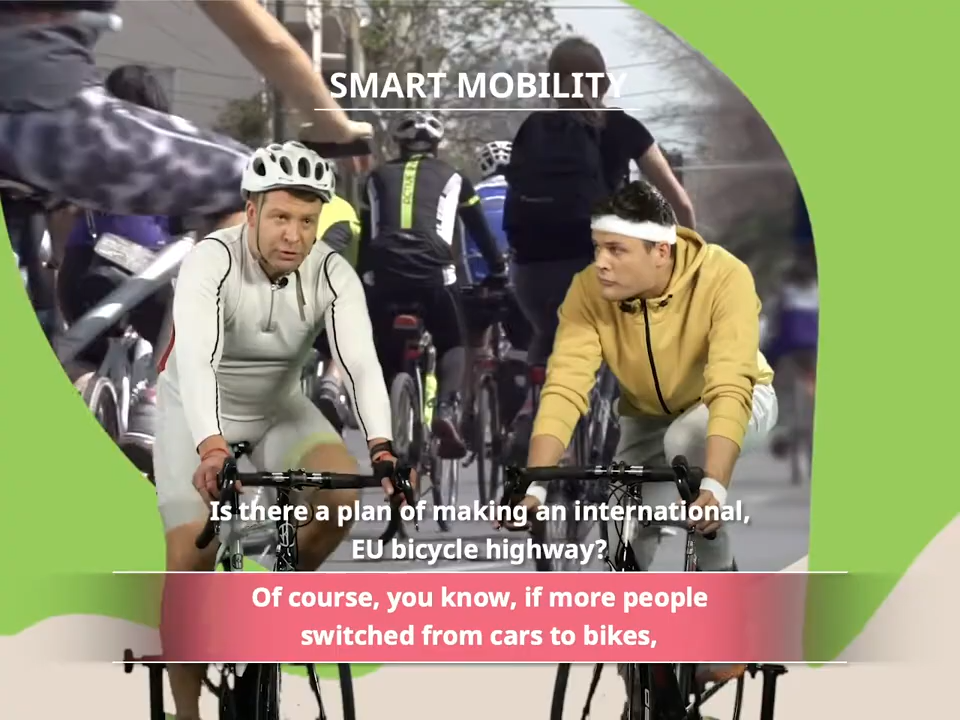 SMART MOBILITY
ACTIVE
Is there a plan of making an international,
EU bicycle highway?
Of course, you know, if more people
switched from cars to bikes,